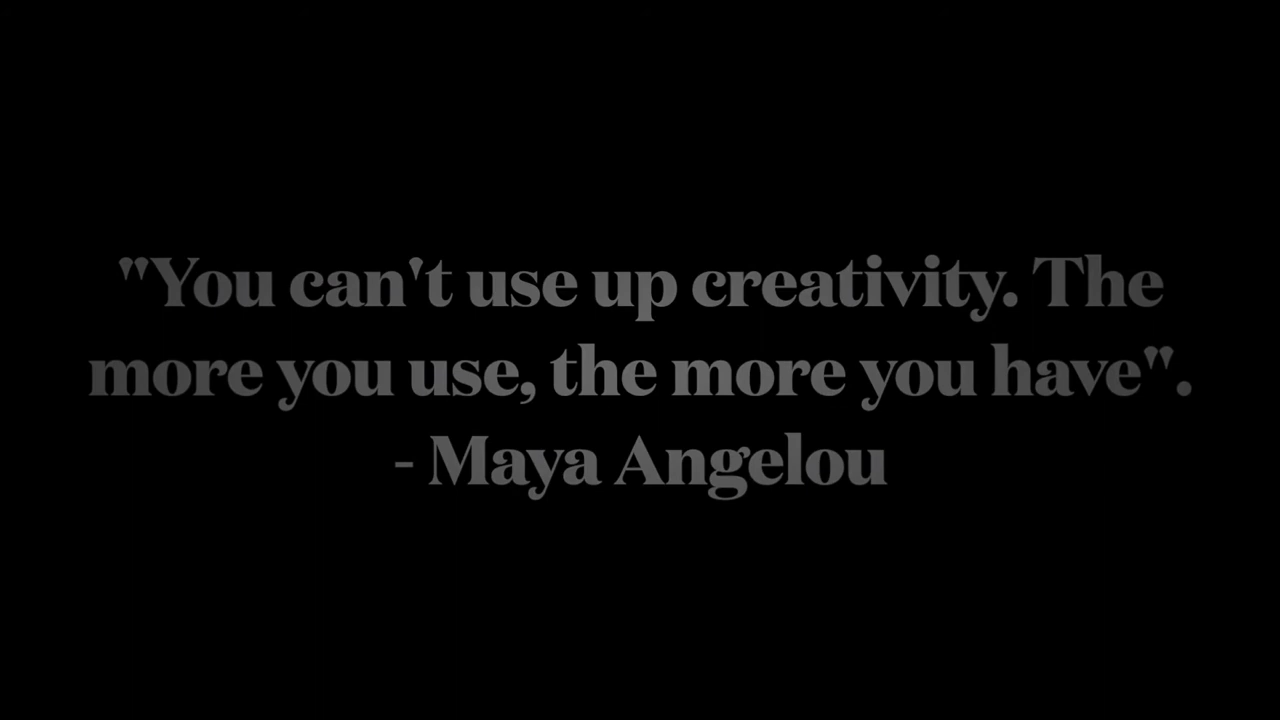 "You can't use up creativity. The
more you use, the more you have".
- Maya Angelou